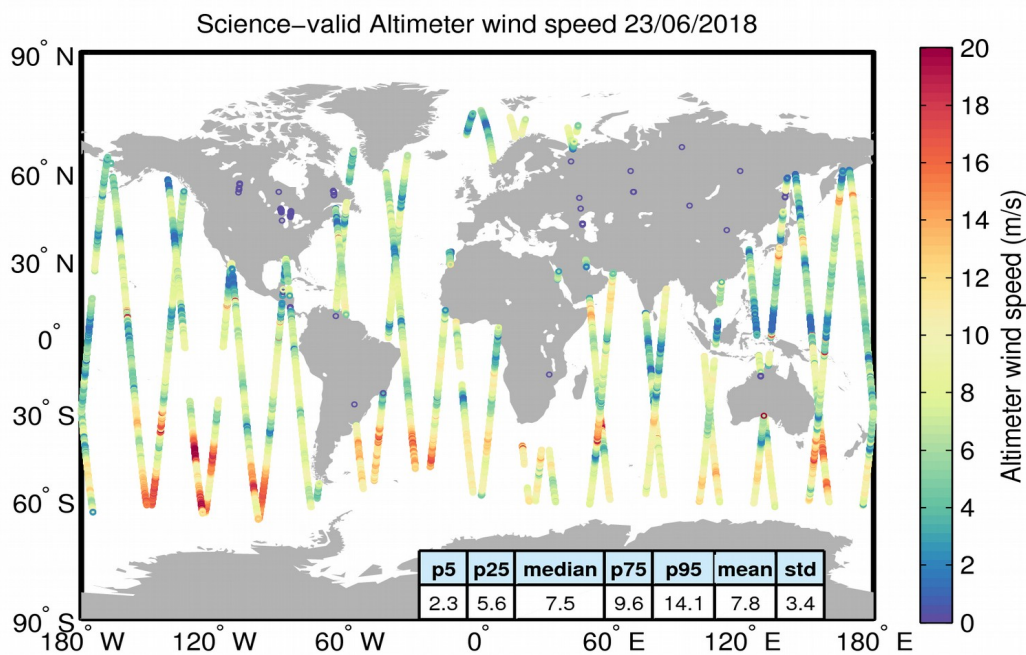 Science-valid Altimeter wind speed 23/06/2018
90° N
60° N
30° N
0°
30° S
60° S
90° S
180° W
120° W
60° W
0°
60° E
120° E
180° E
p5 p25 median p75 p95 mean std
2.3 5.6 7.5 9.6 14.1 7.8 3.4
20
18
16
14
12
10
8
6
4
2
0
Altimeter wind speed (m/s)